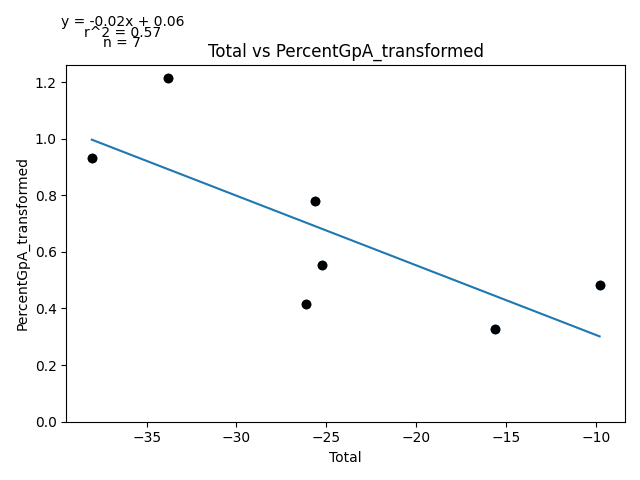 y = -0.02x + 0.06
r^2 = 0.57
n = 7
Total vs PercentGpA_transformed
1.2
1.0
0.8
0.6
0.4
0.2
0.0
PercentGpA_transformed
−35 −30 −25 −20 −15 −10
Total